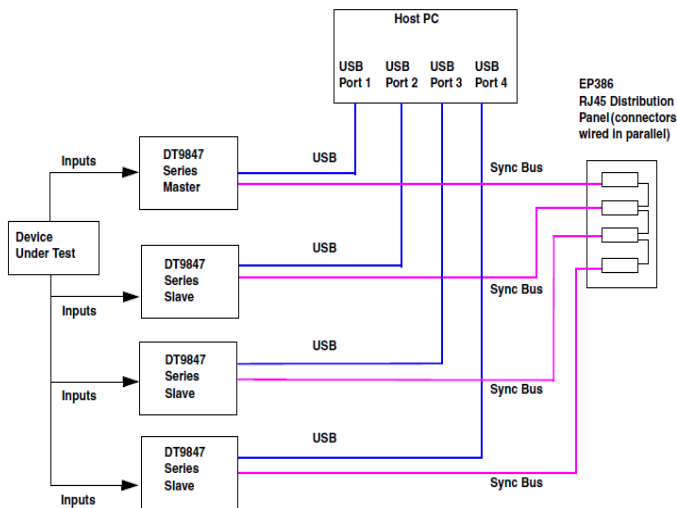 Host PC
USB
Port 1
USB
Port 2
USB
Port 3
USB
Port 4
EP386
RJ45 Distribution
Panel (connectors
wired in parallel)
Inputs
DT9847
Series
Master
USB
Sync Bus
Device
Under Test
Inputs
DT9847
Series
Slave
USB
Sync Bus
Inputs
DT9847
Series
Slave
USB
Sync Bus
Inputs
DT9847
Series
Slave
USB
Sync Bus